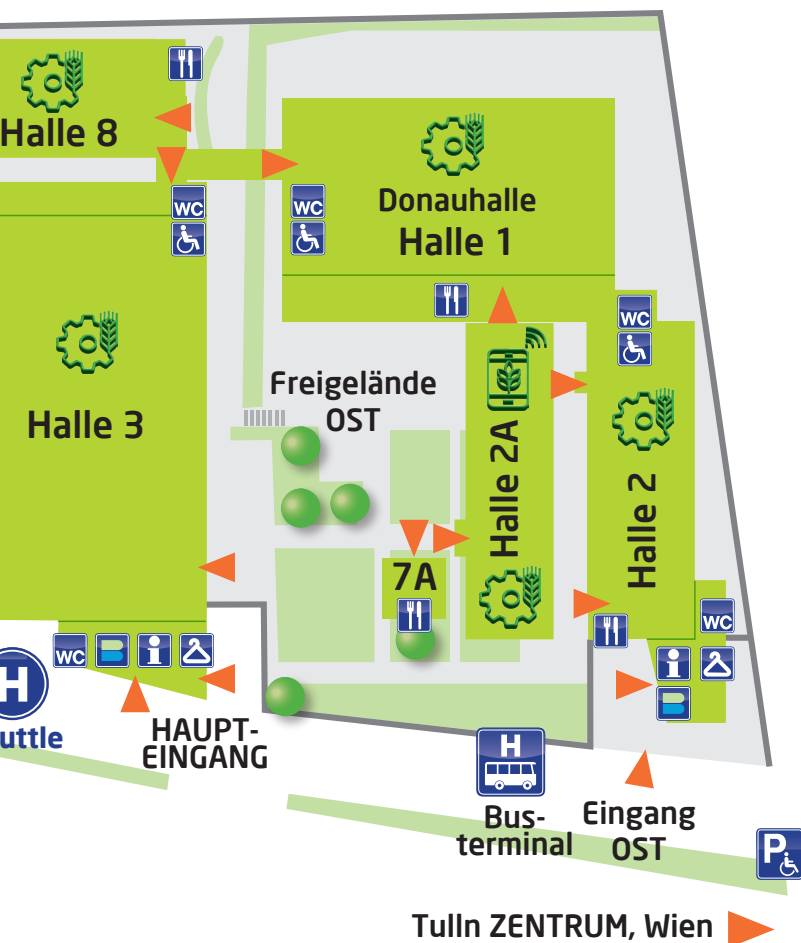 Halle 8
WC
WC
Donauhalle
Halle 1
WC
Halle 3
Freigelände
OST
Halle 2A
Halle 2
7A
WC
WC
i
i
H
uttle
HAUPT-
EINGANG
H
Bus-
terminal
Eingang
OST
P
Tulln ZENTRUM, Wien